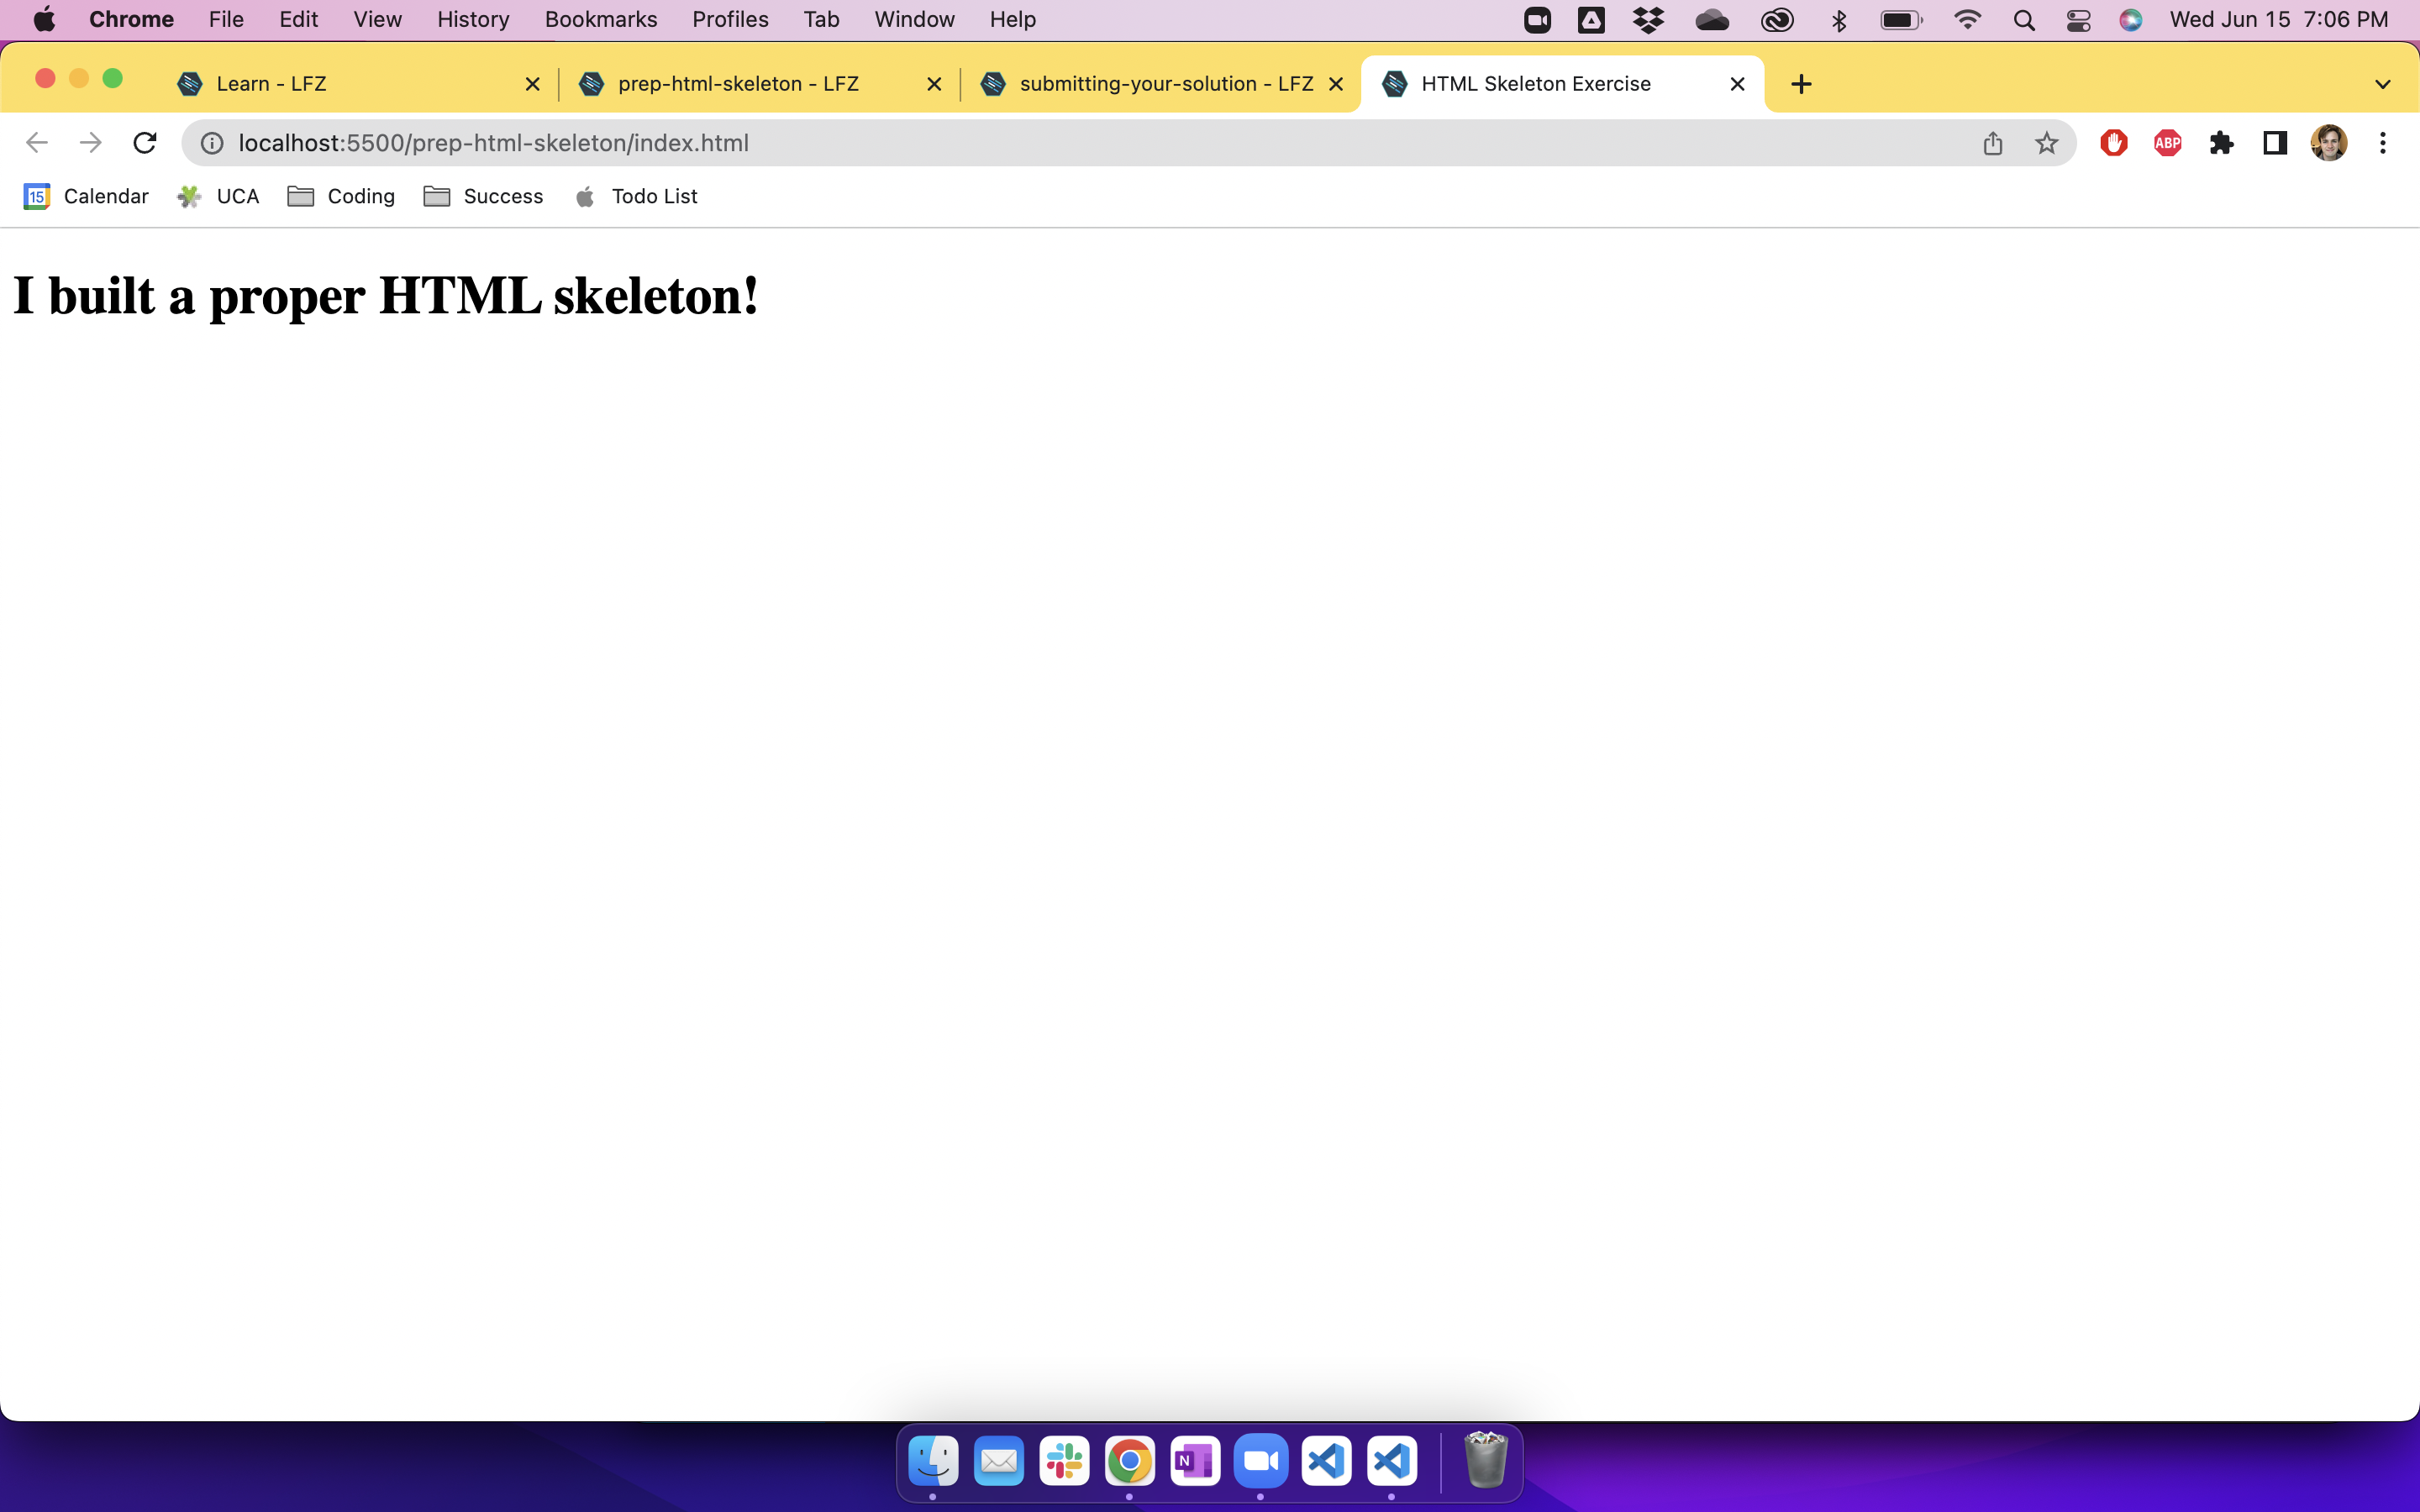 Chrome File Edit View History Bookmarks Profiles Tab Window Help Wed Jun 15 7:06 PM
Learn - LFZ prep-html-skeleton - LFZ submitting-your-solution - LFZ HTML Skeleton Exercise
localhost:5500/prep-html-skeleton/index.html ABP
15 Calendar UCA Coding Success Todo List
I built a proper HTML skeleton!
N